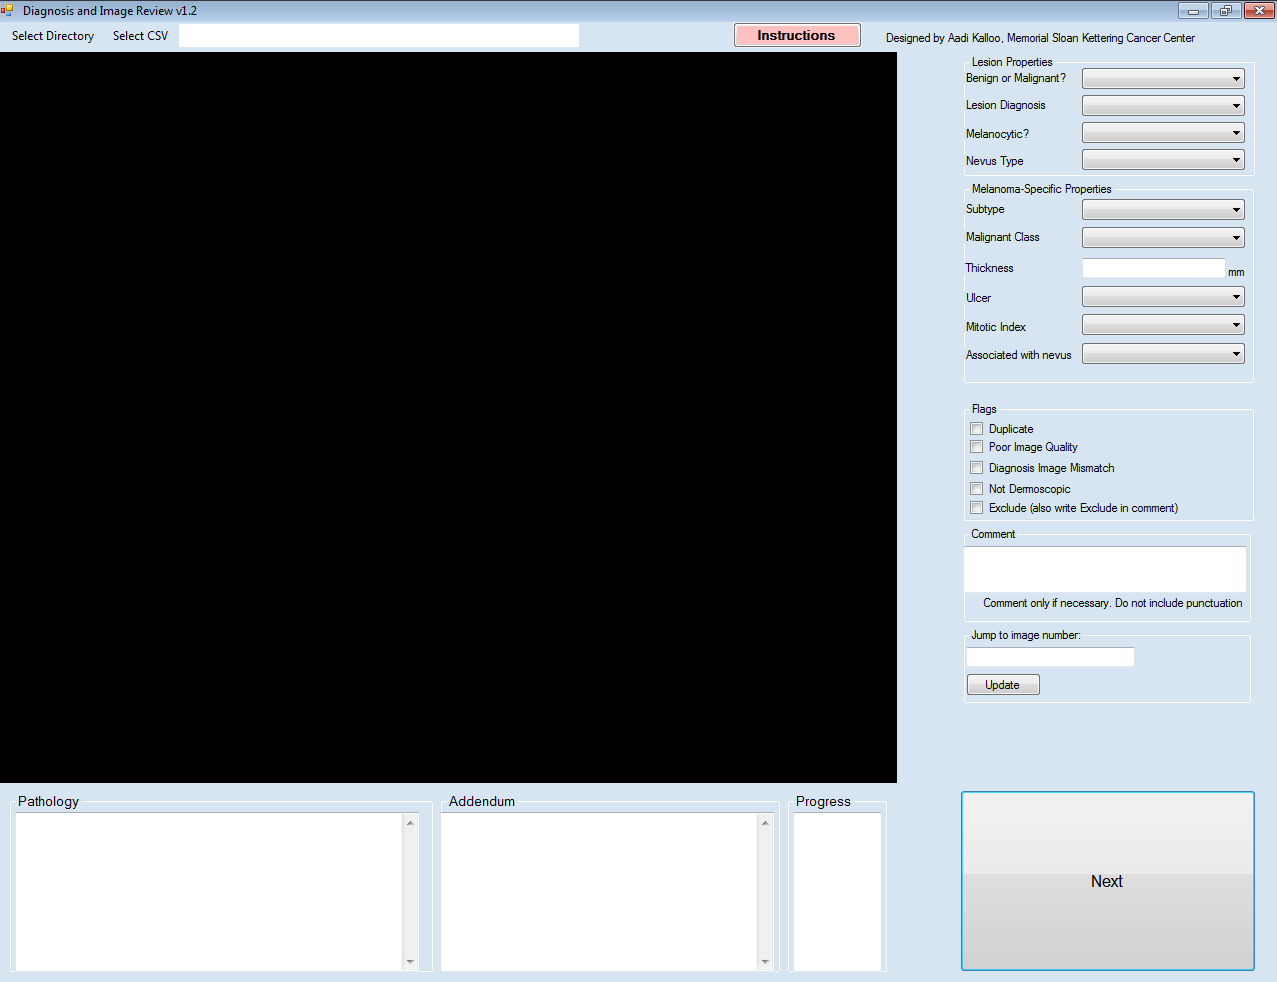 Diagnosis and Image Review v1.2
Select Directory Select CSV Instructions Designed by Aadi Kalloo, Memorial Sloan Kettering Cancer Center
Lesion Properties
Benign or Malignant?
Lesion Diagnosis
Melanocytic?
Nevus Type
Melanoma-Specific Properties
Subtype
Malignant Class
Thickness mm
Ulcer
Mitotic Index
Associated with nevus
Flags
Duplicate
Poor Image Quality
Diagnosis Image Mismatch
Not Dermoscopic
Exclude (also write Exclude in comment)
Comment
Comment only if necessary. Do not include punctuation
Jump to image number:
Update
Pathology Addendum Progress
Next